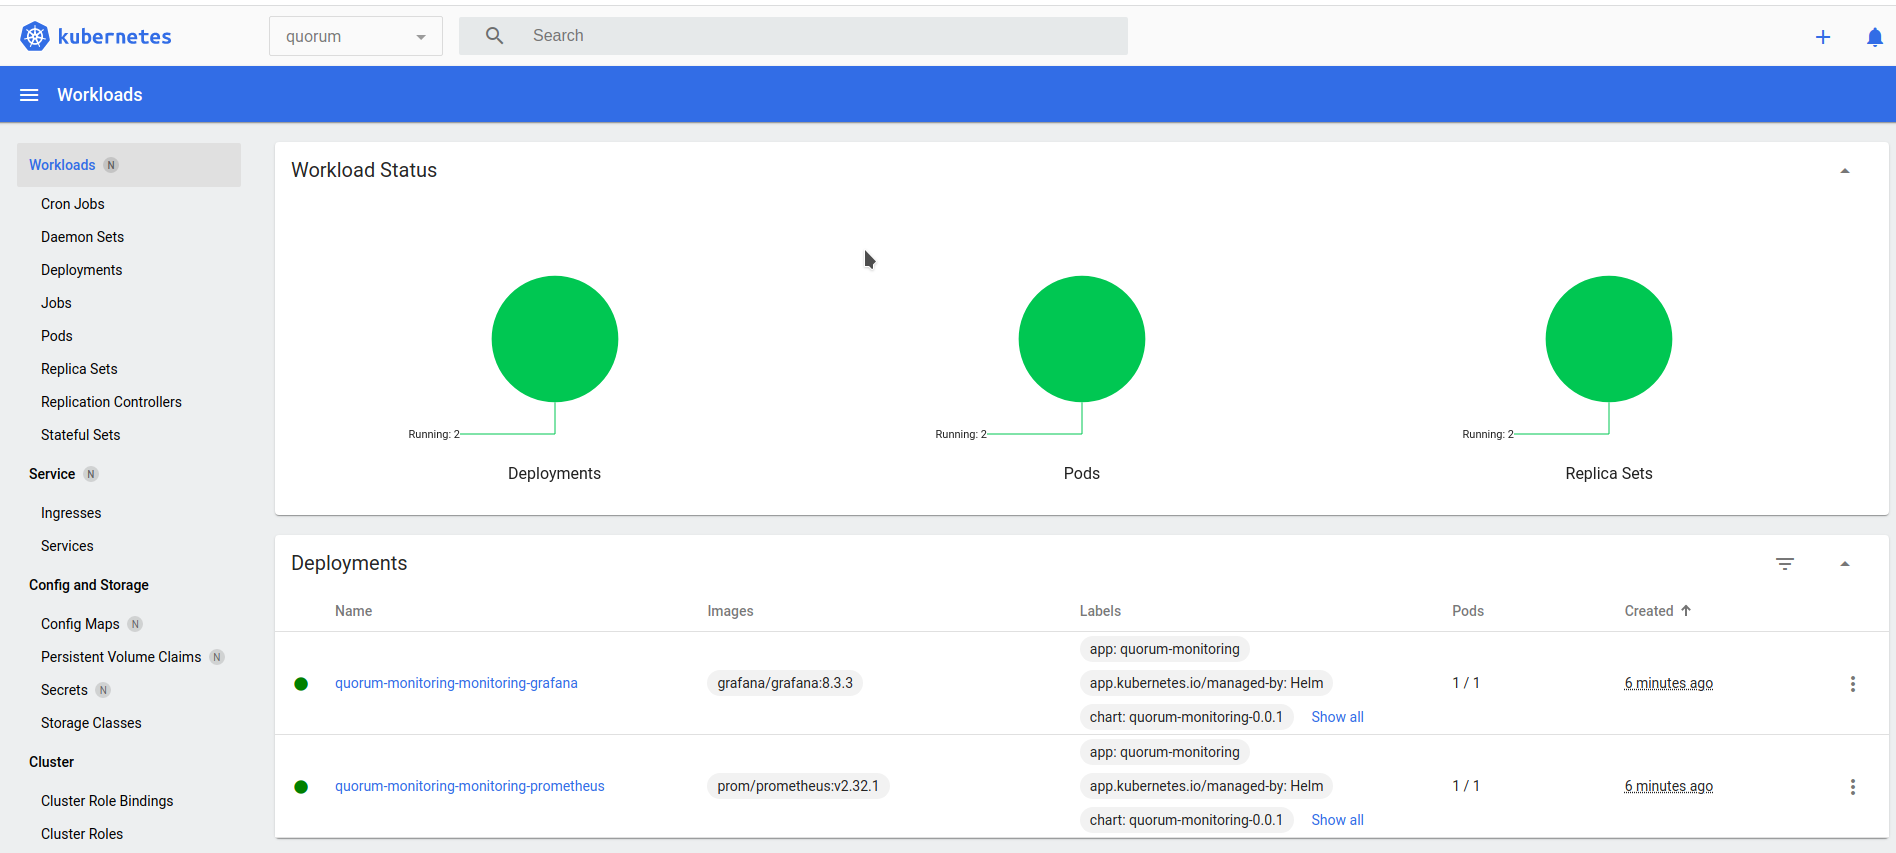 kubernetes
quorum
Search
Workloads
Workloads N
Cron Jobs
Daemon Sets
Deployments
Jobs
Pods
Replica Sets
Replication Controllers
Stateful Sets
Service N
Ingresses
Services
Config and Storage
Config Maps N
Persistent Volume Claims N
Secrets N
Storage Classes
Cluster
Cluster Role Bindings
Cluster Roles
Workload Status
Running: 2
Deployments
Running: 2
Pods
Running: 2
Replica Sets
Deployments
Name Images Labels Pods Created
quorum-monitoring-monitoring-grafana grafana/grafana:8.3.3
app: quorum-monitoring
app.kubernetes.io/managed-by: Helm
chart: quorum-monitoring-0.0.1 Show all
1 / 1 6 minutes ago
quorum-monitoring-monitoring-prometheus prom/prometheus:v2.32.1
app: quorum-monitoring
app.kubernetes.io/managed-by: Helm
chart: quorum-monitoring-0.0.1 Show all
1 / 1 6 minutes ago